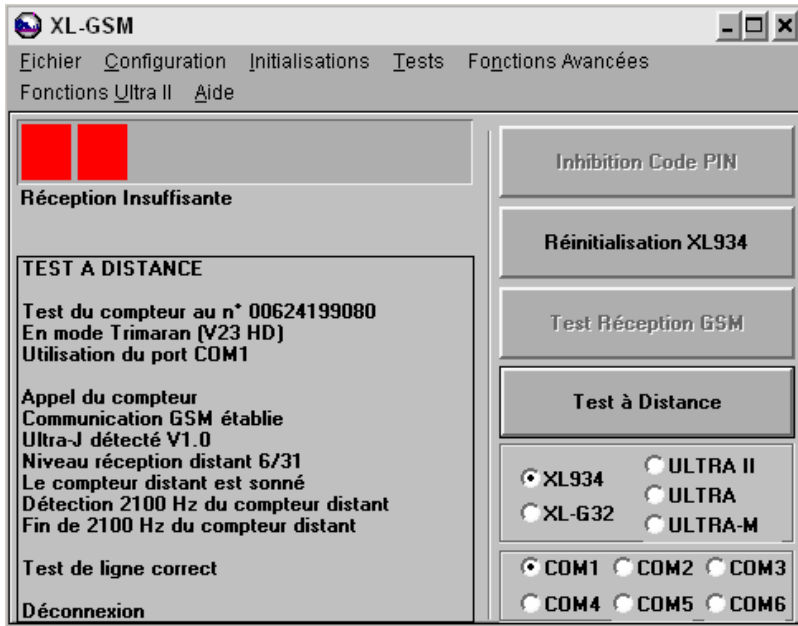 XL-GSM
Fichier Configuration Initialisations Tests Fonctions Avancées
Fonctions Ultra II Aide
Réception Insuffisante
TEST A DISTANCE
Test du compteur au n° 00624199080
En mode Trimaran (V23 HD)
Utilisation du port COM1
Appel du compteur
Communication GSM établie
Ultra-J détecté V1.0
Niveau réception distant 6/31
Le compteur distant est sonné
Détection 2100 Hz du compteur distant
Fin de 2100 Hz du compteur distant
Test de ligne correct
Déconnexion
Inhibition Code PIN
Réinitialisation XL934
Test Réception GSM
Test à Distance
XL934
XL-G32
ULTRA II
ULTRA
ULTRA-M
COM1 COM2 COM3
COM4 COM5 COM6